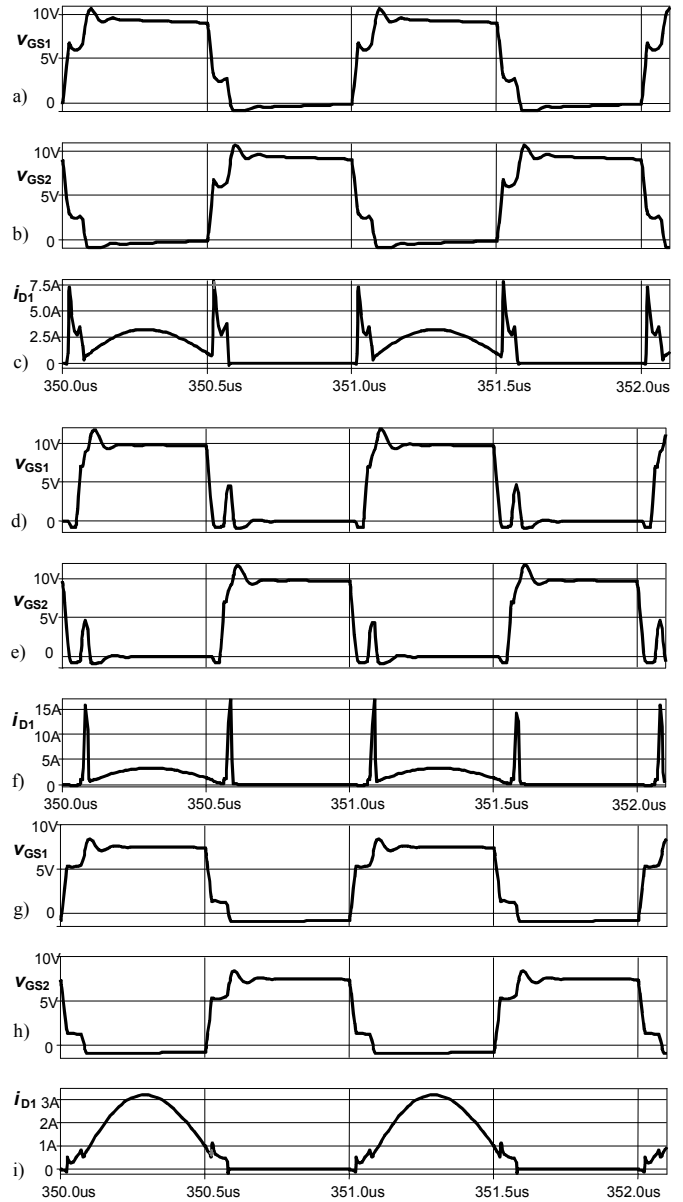 10V
vGS1
5V
0
a)
10V
vGS2
5V
0
b)
iD1
7.5A
5.0A
2.5A
0
c)
350.0us 350.5us 351.0us 351.5us 352.0us
10V
vGS1
5V
0
d)
10V
vGS2
5V
0
e)
iD1
15A
10A
5A
0
f)
350.0us 350.5us 351.0us 351.5us 352.0us
10V
vGS1
5V
0
g)
10V
vGS2
5V
0
h)
iD1 3A
2A
1A
0
i)
350.0us 350.5us 351.0us 351.5us 352.0us